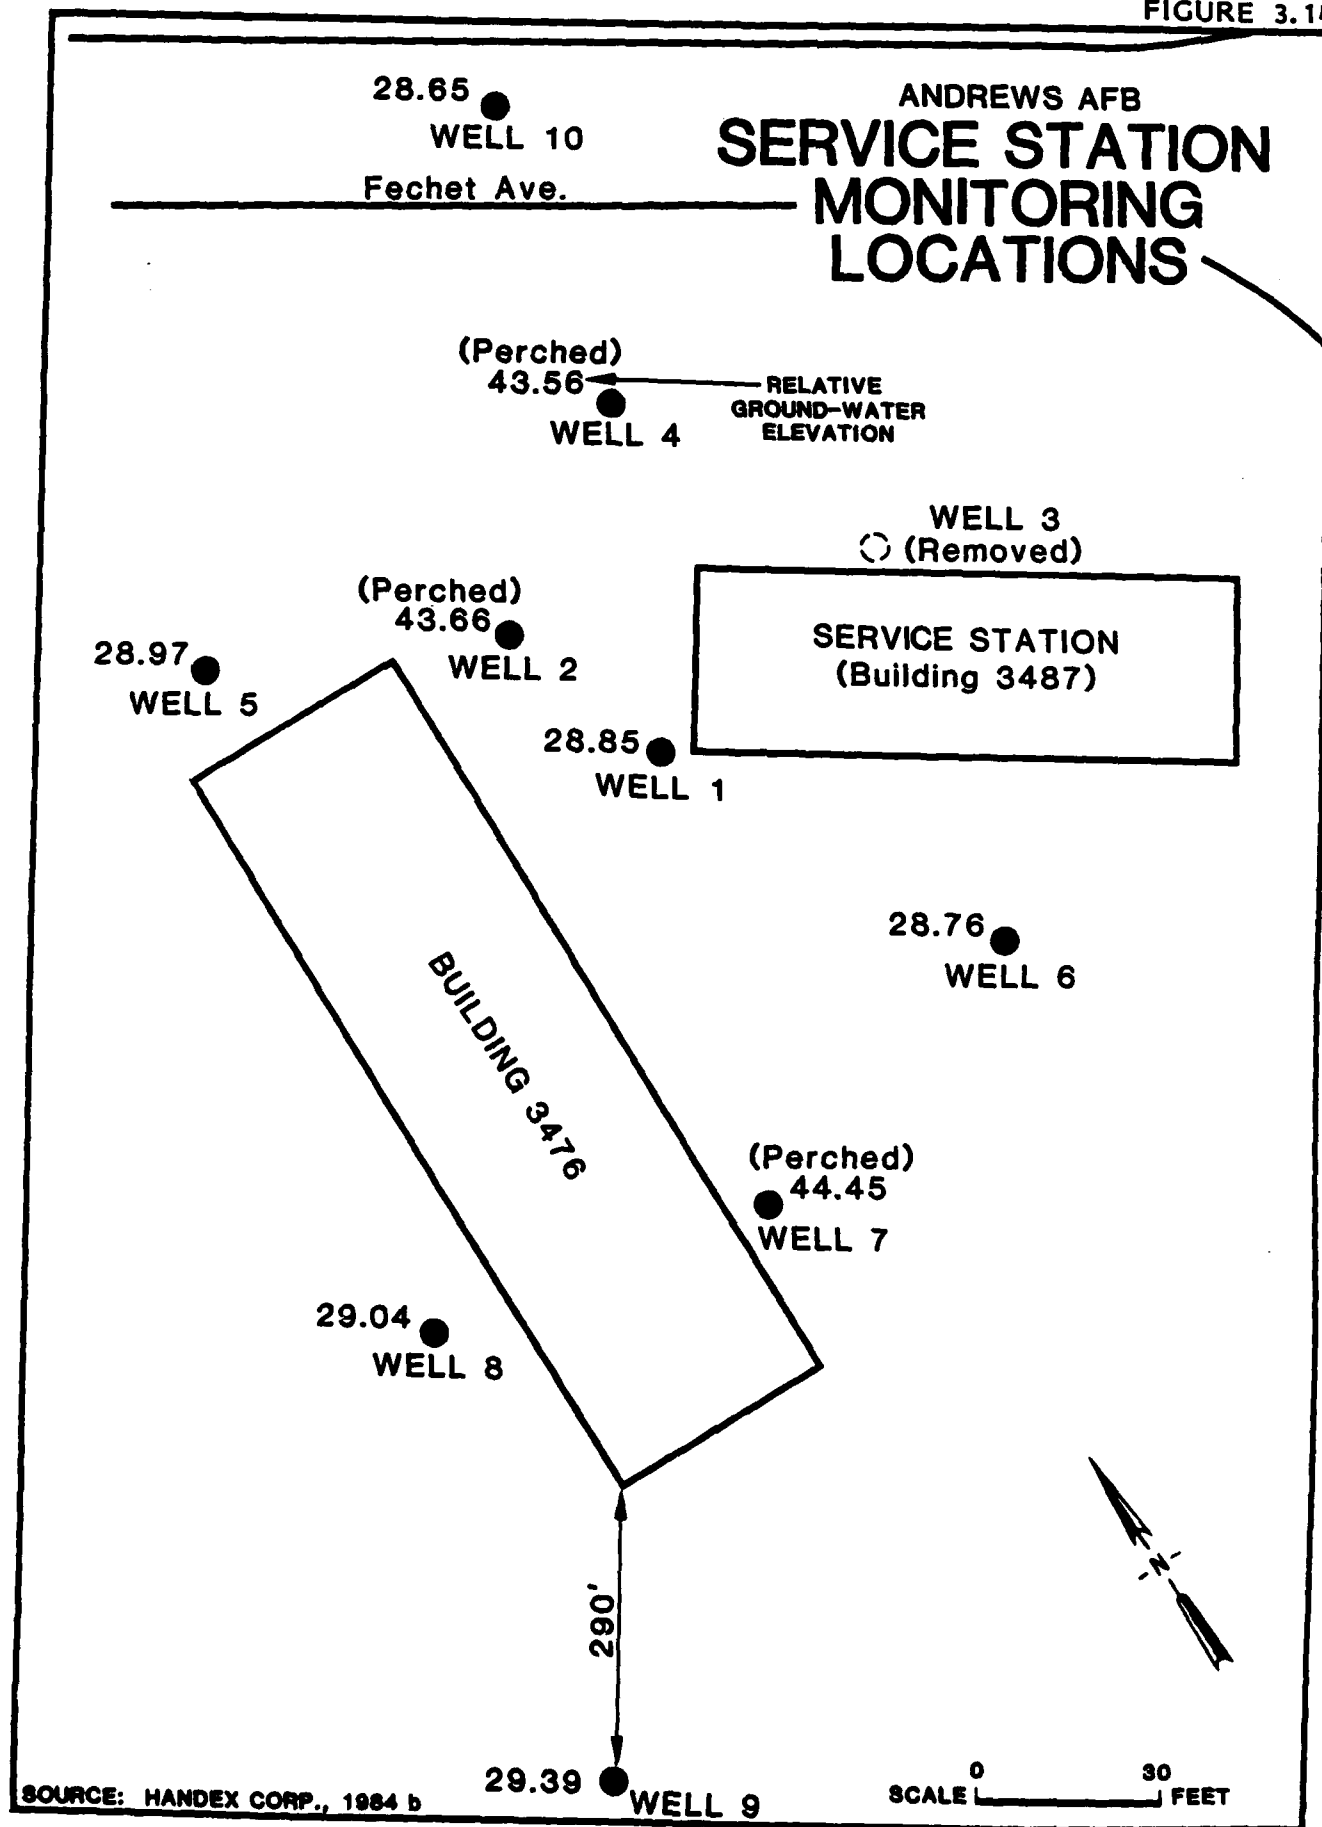 FIGURE 3.1
ANDREWS AFB
SERVICE STATION
MONITORING
LOCATIONS
28.65
WELL 10
Fechet Ave.
(Perched)
43.56
WELL 4
RELATIVE
GROUND-WATER
ELEVATION
WELL 3
(Removed)
SERVICE STATION
(Building 3487)
(Perched)
43.66
WELL 2
28.97
WELL 5
28.85
WELL 1
28.76
WELL 6
BUILDING 3476
(Perched)
44.45
WELL 7
29.04
WELL 8
N
290'
29.39
WELL 9
0 30
SCALE FEET
SOURCE: HANDEX CORP., 1984 b